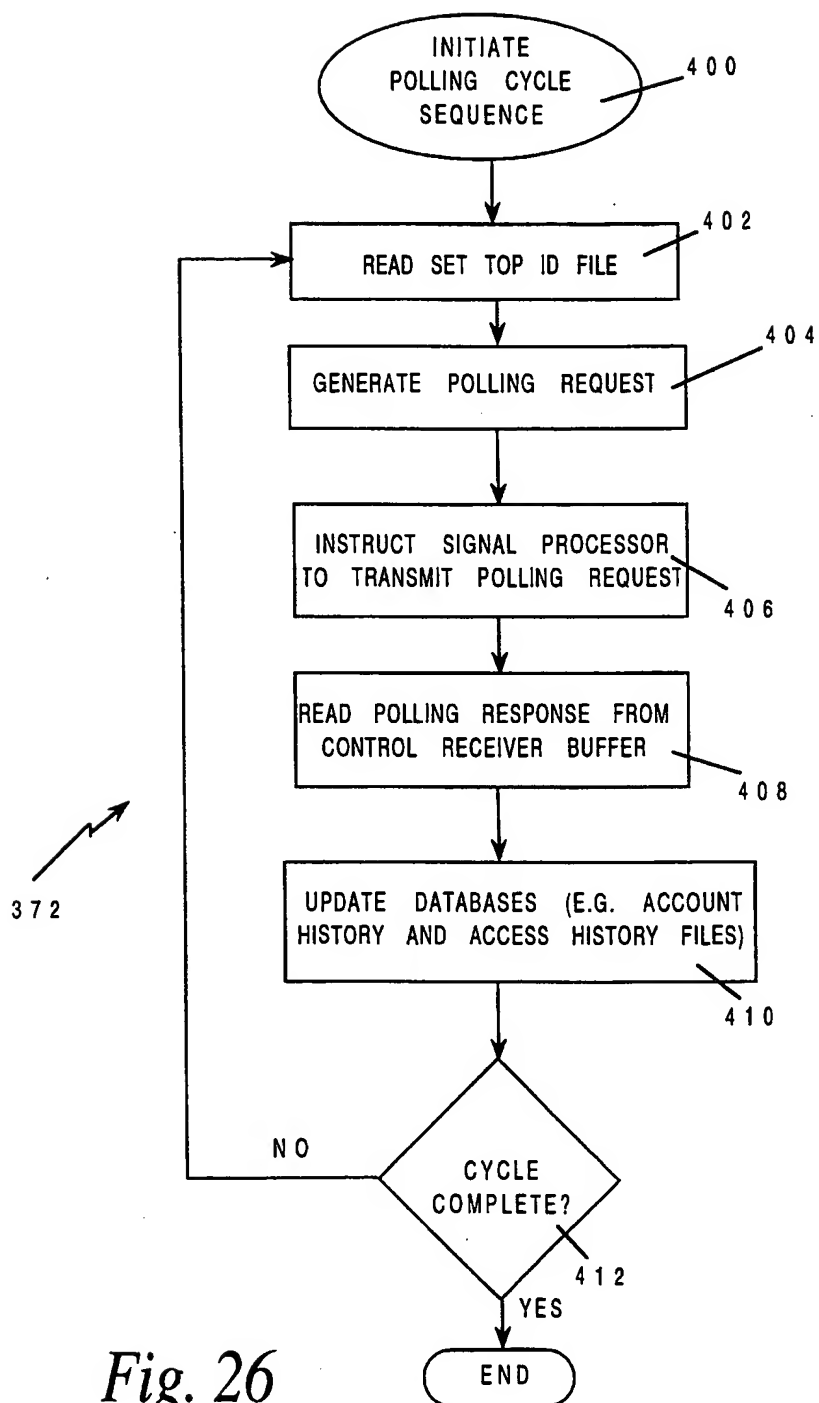 INITIATE
POLLING CYCLE
SEQUENCE
400
402
READ SET TOP ID FILE
404
GENERATE POLLING REQUEST
INSTRUCT SIGNAL PROCESSOR
TO TRANSMIT POLLING REQUEST
406
READ POLLING RESPONSE FROM
CONTROL RECEIVER BUFFER
408
372
UPDATE DATABASES (E.G. ACCOUNT
HISTORY AND ACCESS HISTORY FILES)
410
NO
CYCLE
COMPLETE?
412
YES
END
Fig. 26